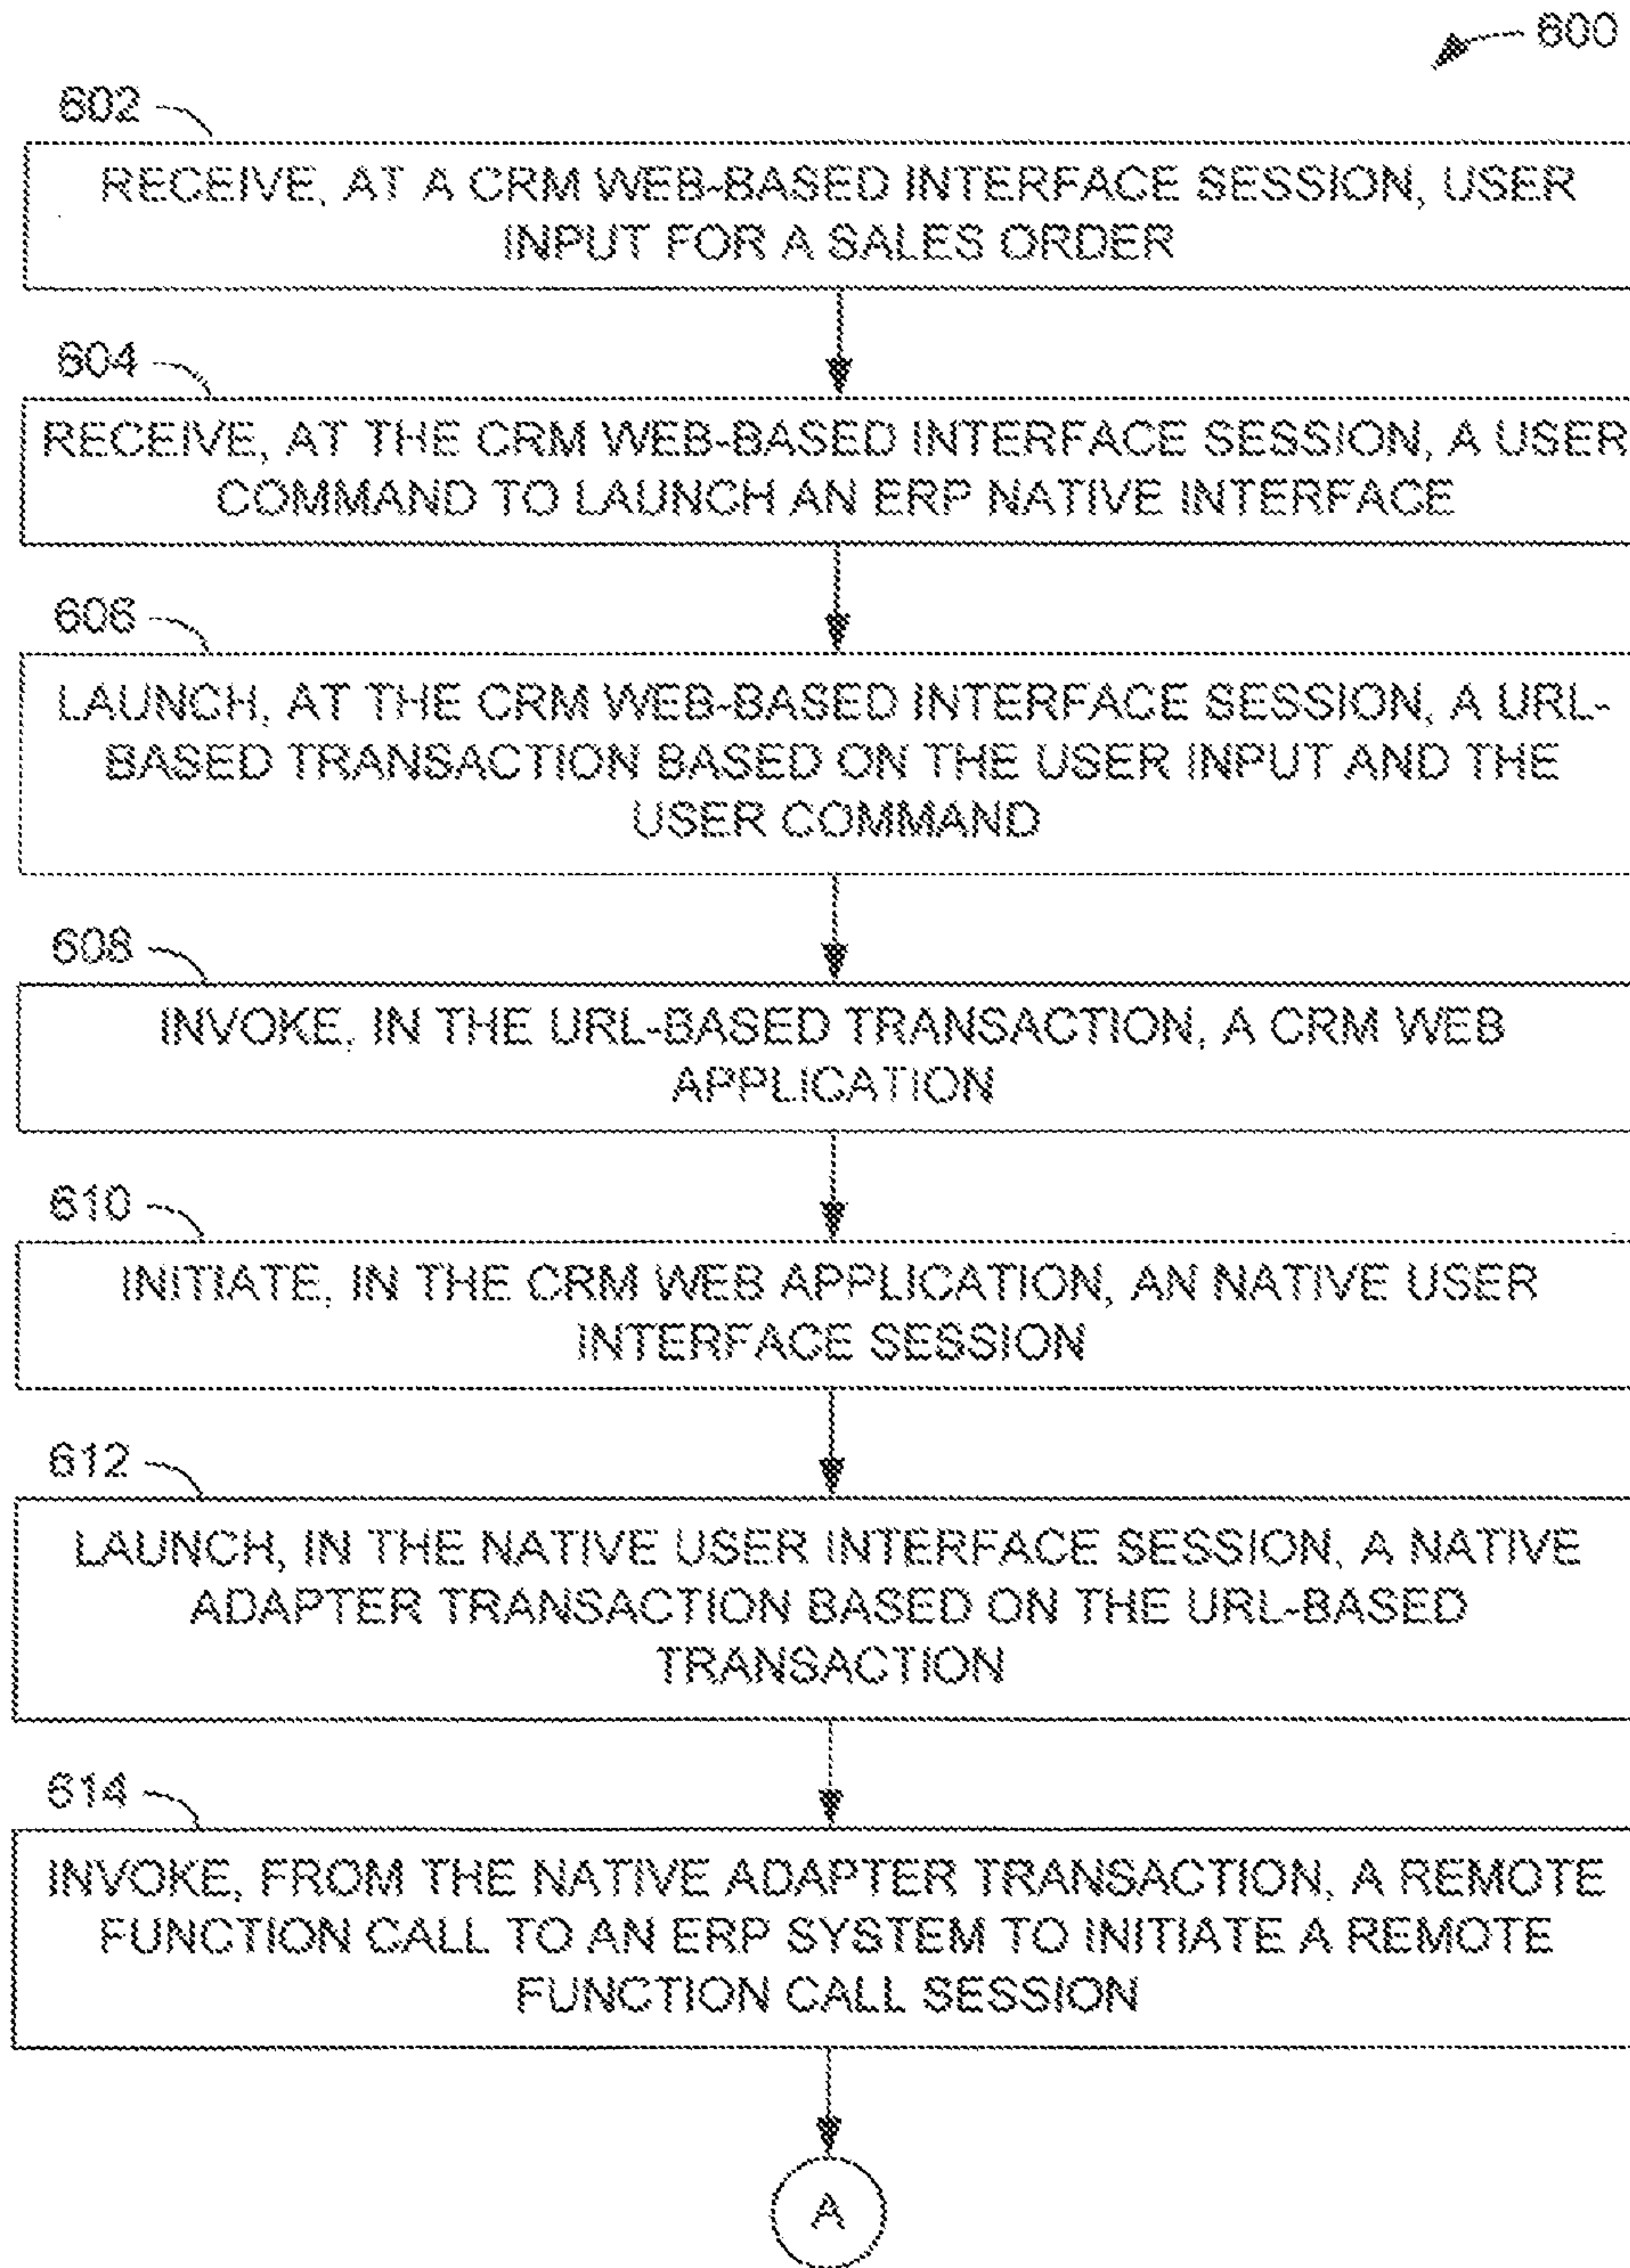 600
602
RECEIVE, AT A CRM WEB-BASED INTERFACE SESSION, USER
INPUT FOR A SALES ORDER
604
RECEIVE, AT THE CRM WEB-BASED INTERFACE SESSION, A USER
COMMAND TO LAUNCH AN ERP NATIVE INTERFACE
606
LAUNCH, AT THE CRM WEB-BASED INTERFACE SESSION, A URL-
BASED TRANSACTION BASED ON THE USER INPUT AND THE
USER COMMAND
608
INVOKE, IN THE URL-BASED TRANSACTION, A CRM WEB
APPLICATION
610
INITIATE, IN THE CRM WEB APPLICATION, AN NATIVE USER
INTERFACE SESSION
612
LAUNCH, IN THE NATIVE USER INTERFACE SESSION, A NATIVE
ADAPTER TRANSACTION BASED ON THE URL-BASED
TRANSACTION
614
INVOKE, FROM THE NATIVE ADAPTER TRANSACTION, A REMOTE
FUNCTION CALL TO AN ERP SYSTEM TO INITIATE A REMOTE
FUNCTION CALL SESSION
A